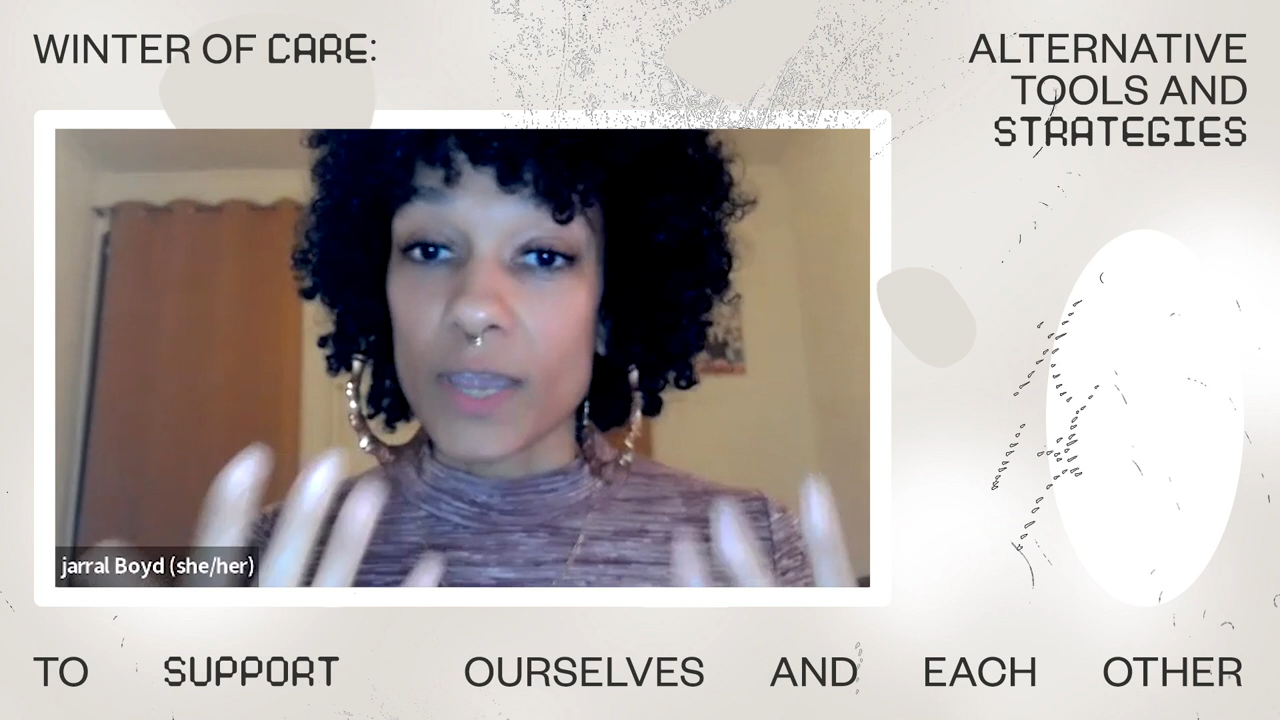 WINTER OF CARE:
ALTERNATIVE
TOOLS AND
STRATEGIES
jarral Boyd (she/her)
TO SUPPORT OURSELVES AND EACH OTHER